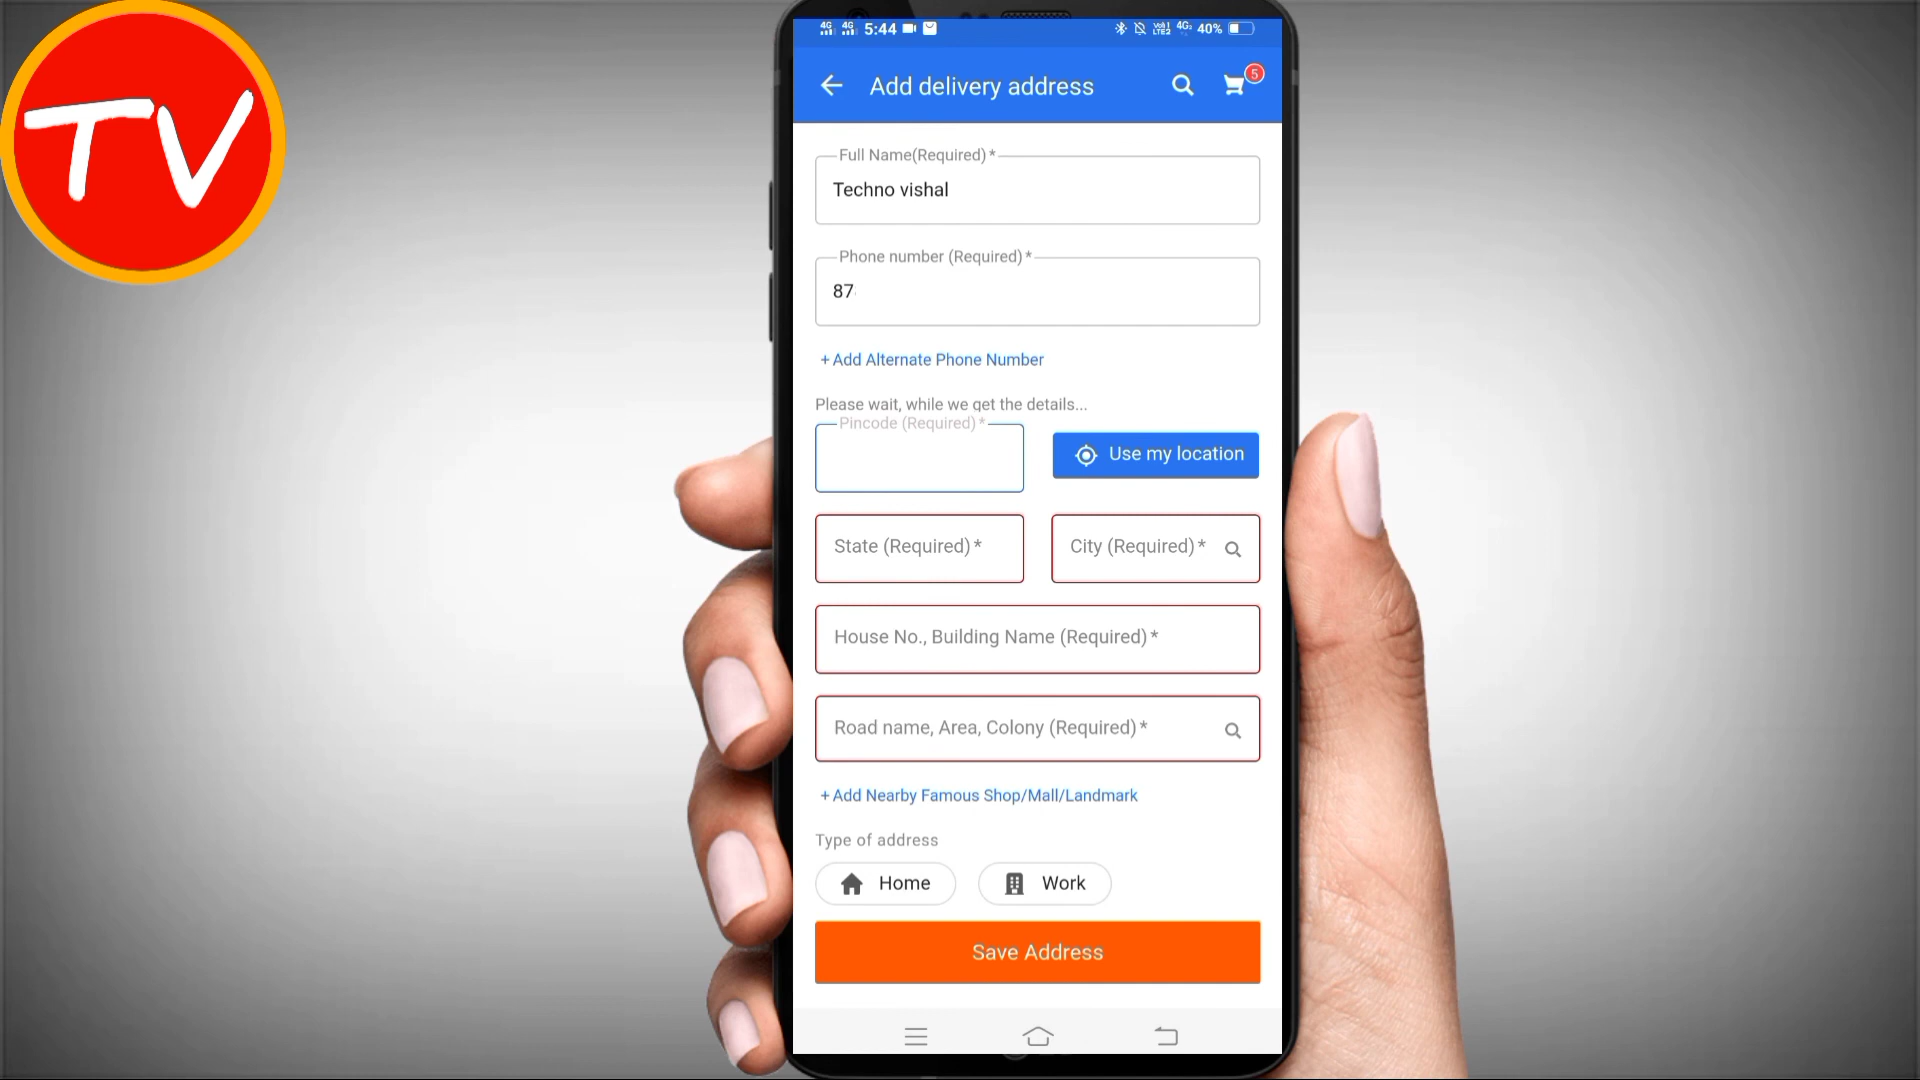 TV
4G 4G 5:44
4G 40%
Add delivery address
5
Full Name(Required) *
Techno vishal
Phone number (Required) *
87
+ Add Alternate Phone Number
Please wait, while we get the details...
Pincode (Required) *
Use my location
State (Required) *
City (Required) *
House No., Building Name (Required) *
Road name, Area, Colony (Required) *
+ Add Nearby Famous Shop/Mall/Landmark
Type of address
Home
Work
Save Address